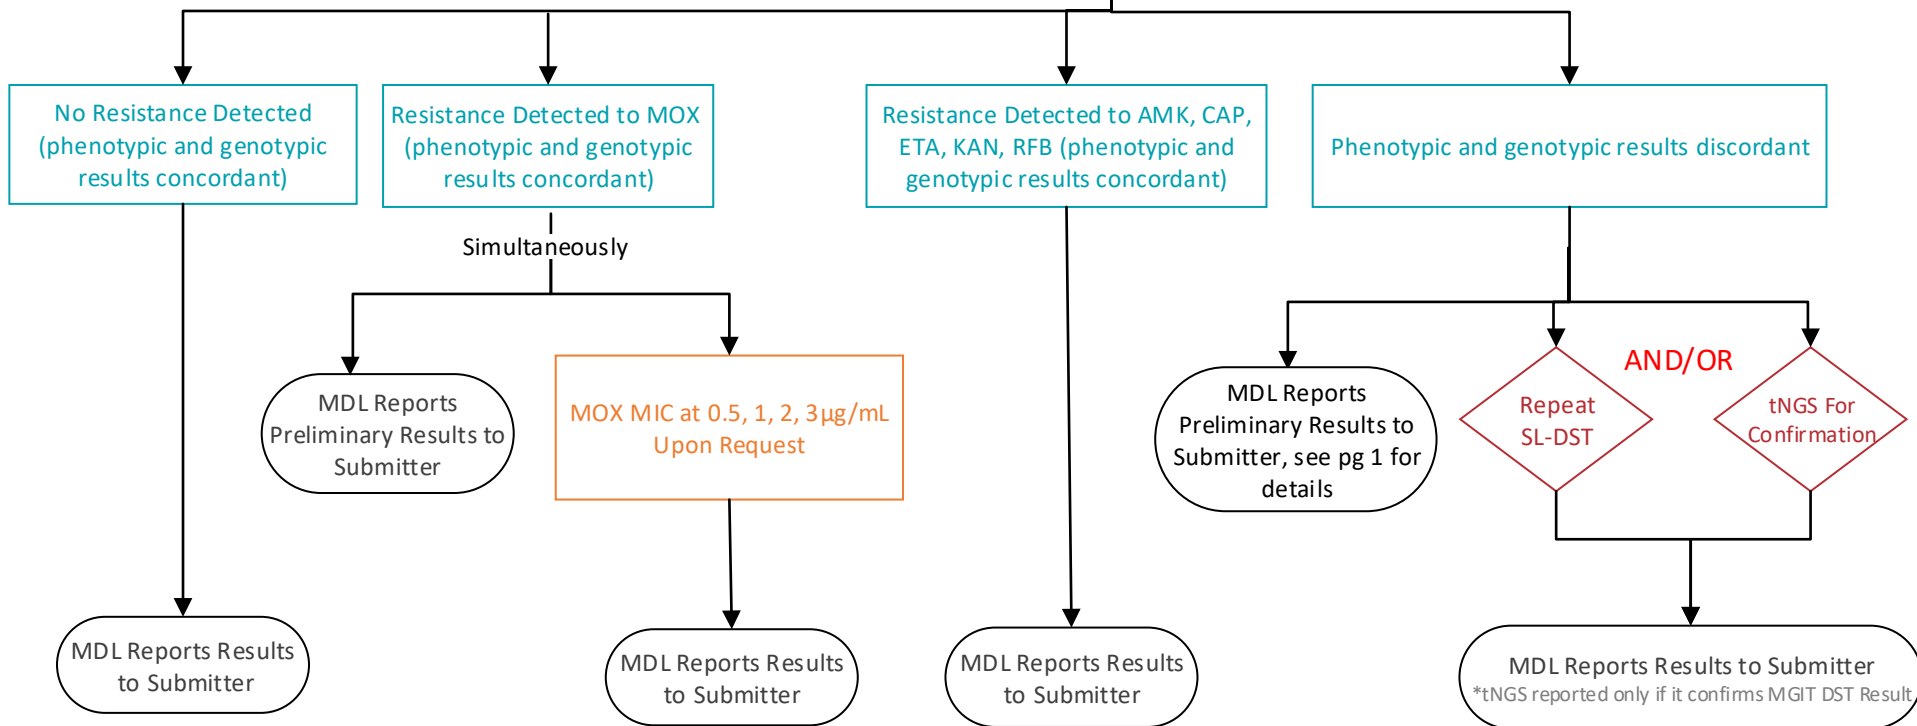 No Resistance Detected
(phenotypic and genotypic
results concordant)
Resistance Detected to MOX
(phenotypic and genotypic
results concordant)
Resistance Detected to AMK, CAP,
ETA, KAN, RFB (phenotypic and
genotypic results concordant)
Phenotypic and genotypic results discordant
Simultaneously
MDL Reports
Preliminary Results to
Submitter
MOX MIC at 0.5, 1, 2, 3µg/mL
Upon Request
MDL Reports
Preliminary Results to
Submitter, see pg 1 for
details
Repeat
SL-DST
AND/OR
tNGS For
Confirmation
MDL Reports Results
to Submitter
MDL Reports Results
to Submitter
MDL Reports Results
to Submitter
MDL Reports Results to Submitter
*tNGS reported only if it confirms MGIT DST Result